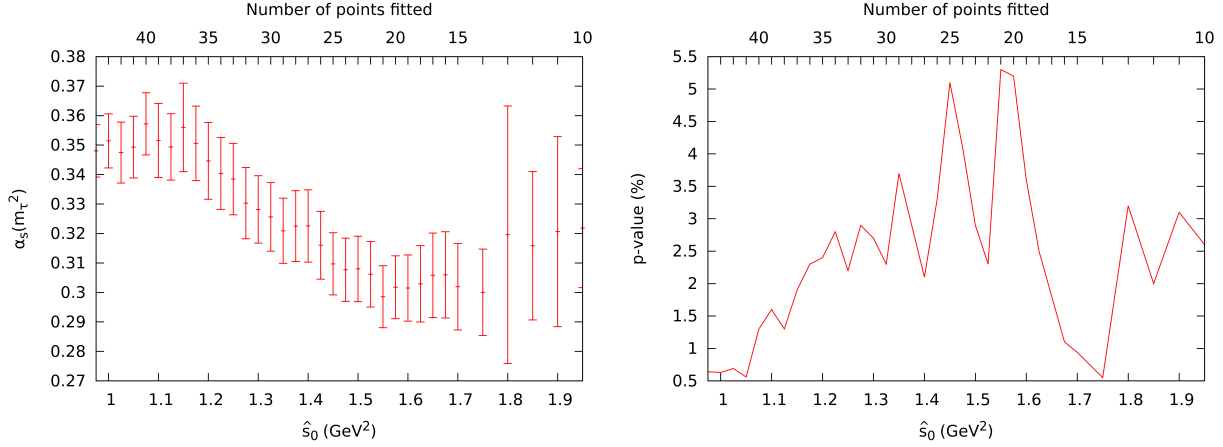 Number of points fitted
40 35 30 25 20 15 10
0.38
0.37
0.36
0.35
0.34
0.33
0.32
0.31
0.3
0.29
0.28
0.27
αs(mτ²)
1 1.1 1.2 1.3 1.4 1.5 1.6 1.7 1.8 1.9
ŝ₀ (GeV²)
Number of points fitted
40 35 30 25 20 15 10
5.5
5
4.5
4
3.5
3
2.5
2
1.5
1
0.5
p-value (%)
1 1.1 1.2 1.3 1.4 1.5 1.6 1.7 1.8 1.9
ŝ₀ (GeV²)